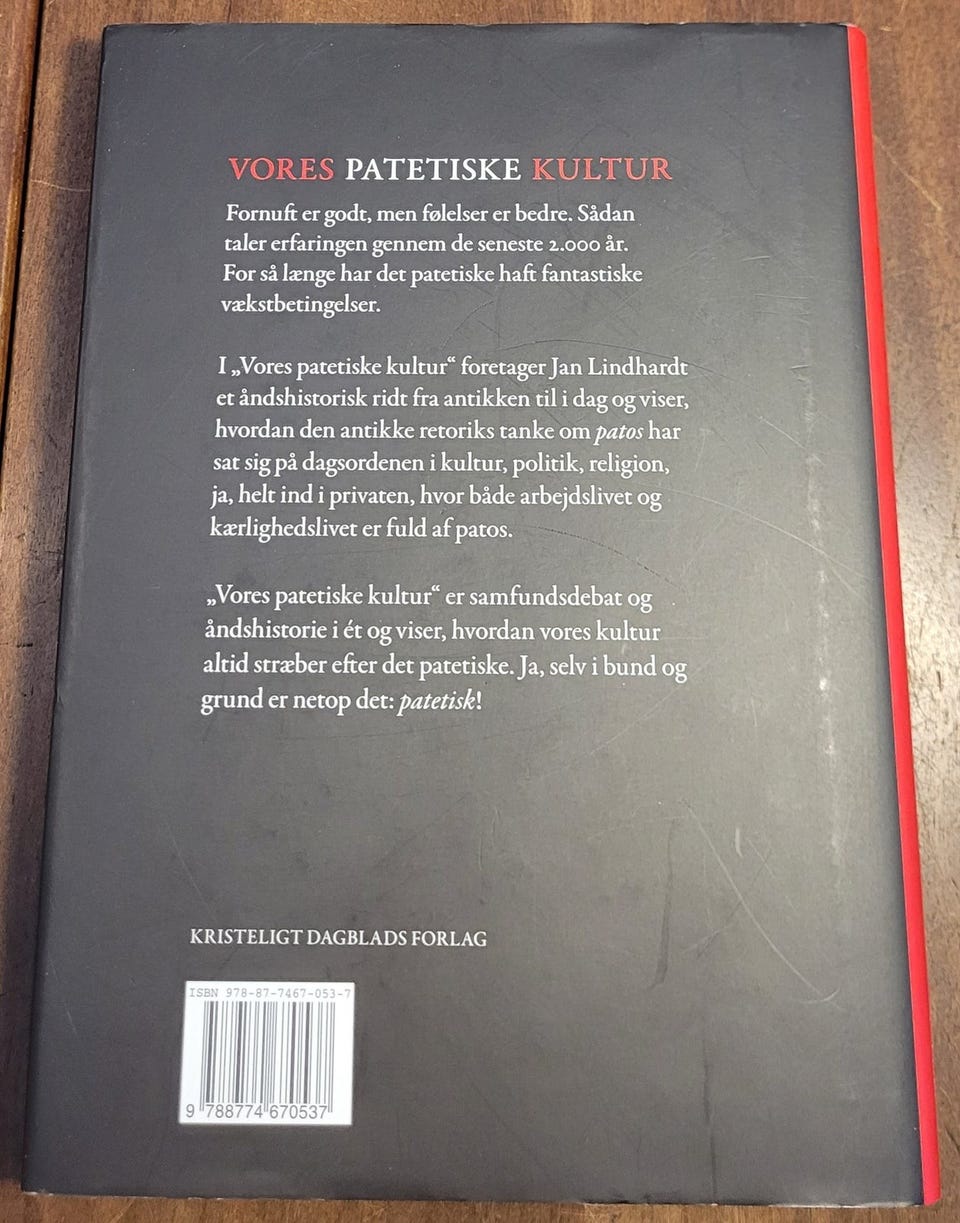 VORES PATETISKE KULTUR
Fornuft er godt, men følelser er bedre. Sådan
taler erfaringen gennem de seneste 2.000 år.
For så længe har det patetiske haft fantastiske
vækstbetingelser.
I „Vores patetiske kultur“ foretager Jan Lindhardt
et åndshistorisk ridt fra antikken til i dag og viser,
hvordan den antikke retoriks tanke om patos har
sat sig på dagsordenen i kultur, politik, religion,
ja, helt ind i privaten, hvor både arbejdslivet og
kærlighedslivet er fuld af patos.
„Vores patetiske kultur“ er samfundsdebat og
åndshistorie i ét og viser, hvordan vores kultur
altid stræber efter det patetiske. Ja, selv i bund og
grund er netop det: patetisk!
KRISTELIGT DAGBLADS FORLAG
ISBN 978-87-7467-053-7
9 788774 670537